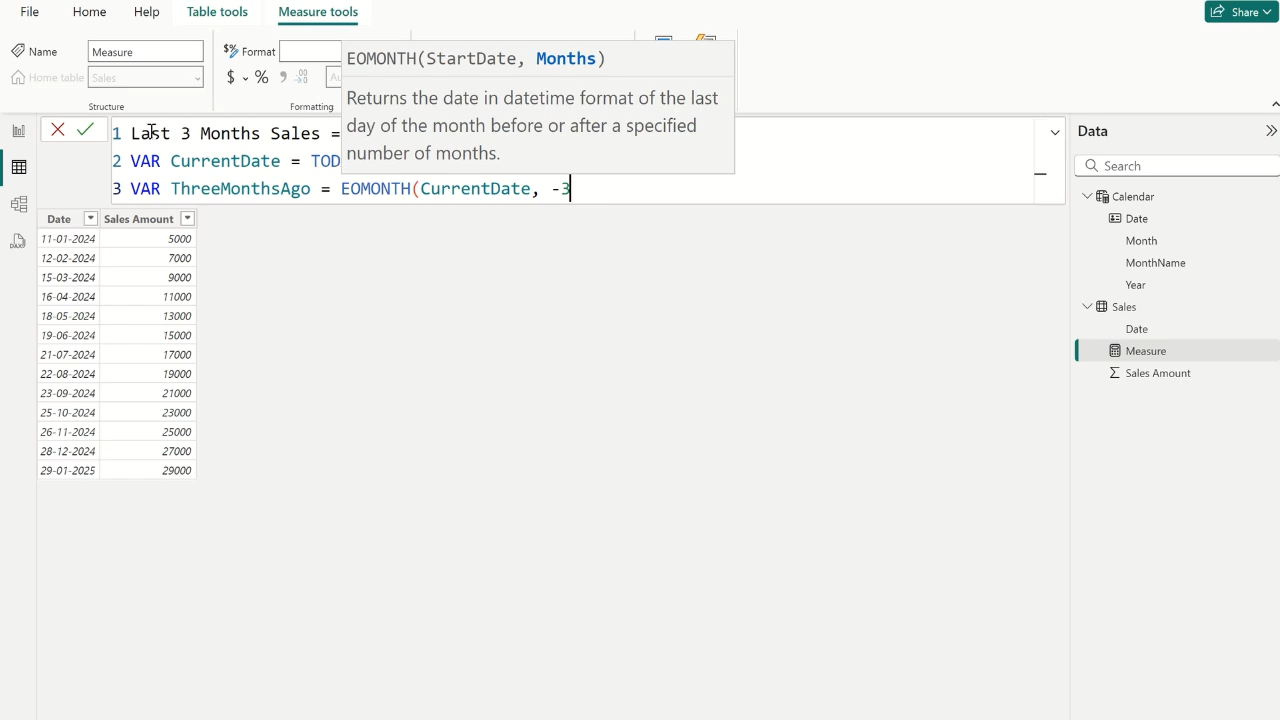 File Home Help Table tools Measure tools Share
Name Measure
Home table Sales
Structure
$% Format
$ % , .00
Formatting
EOMONTH(StartDate, Months)
Returns the date in datetime format of the last
day of the month before or after a specified
number of months.
1 Last 3 Months Sales =
2 VAR CurrentDate = TOD
3 VAR ThreeMonthsAgo = EOMONTH(CurrentDate, -3
Date Sales Amount
11-01-2024 5000
12-02-2024 7000
15-03-2024 9000
16-04-2024 11000
18-05-2024 13000
19-06-2024 15000
21-07-2024 17000
22-08-2024 19000
23-09-2024 21000
25-10-2024 23000
26-11-2024 25000
28-12-2024 27000
29-01-2025 29000
Data
Search
Calendar
Date
Month
MonthName
Year
Sales
Date
Measure
Sales Amount